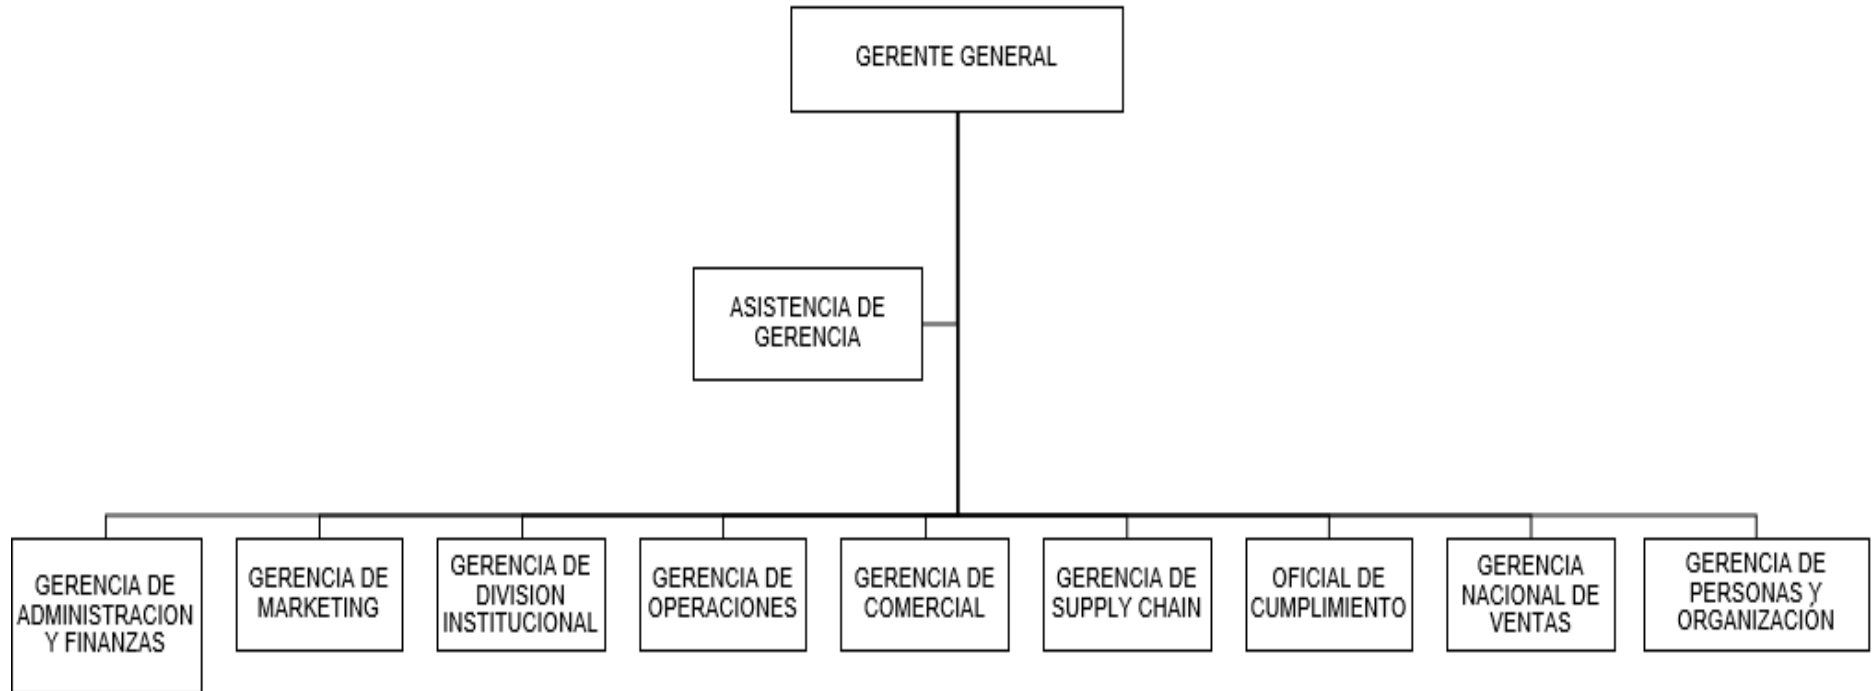 GERENTE GENERAL
ASISTENCIA DE
GERENCIA
GERENCIA DE
ADMINISTRACION
Y FINANZAS
GERENCIA DE
MARKETING
GERENCIA DE
DIVISION
INSTITUCIONAL
GERENCIA DE
OPERACIONES
GERENCIA DE
COMERCIAL
GERENCIA DE
SUPPLY CHAIN
OFICIAL DE
CUMPLIMIENTO
GERENCIA
NACIONAL DE
VENTAS
GERENCIA DE
PERSONAS Y
ORGANIZACIÓN